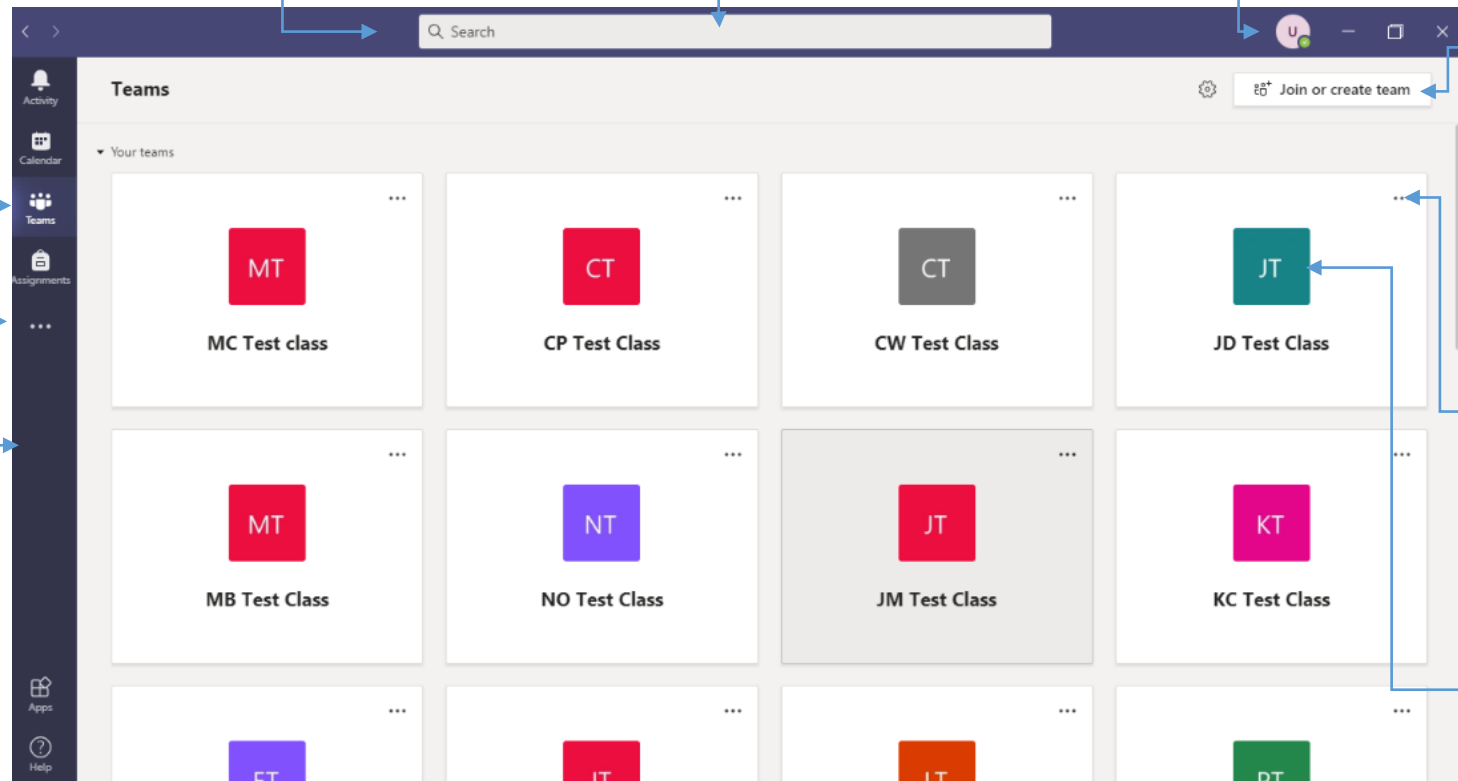 Search
U
Activity
Teams
Join or create team
Calendar
Your teams
Teams
Assignments
MT
CT
CT
JT
MC Test class
CP Test Class
CW Test Class
JD Test Class
MT
NT
JT
KT
MB Test Class
NO Test Class
JM Test Class
KC Test Class
Apps
Help